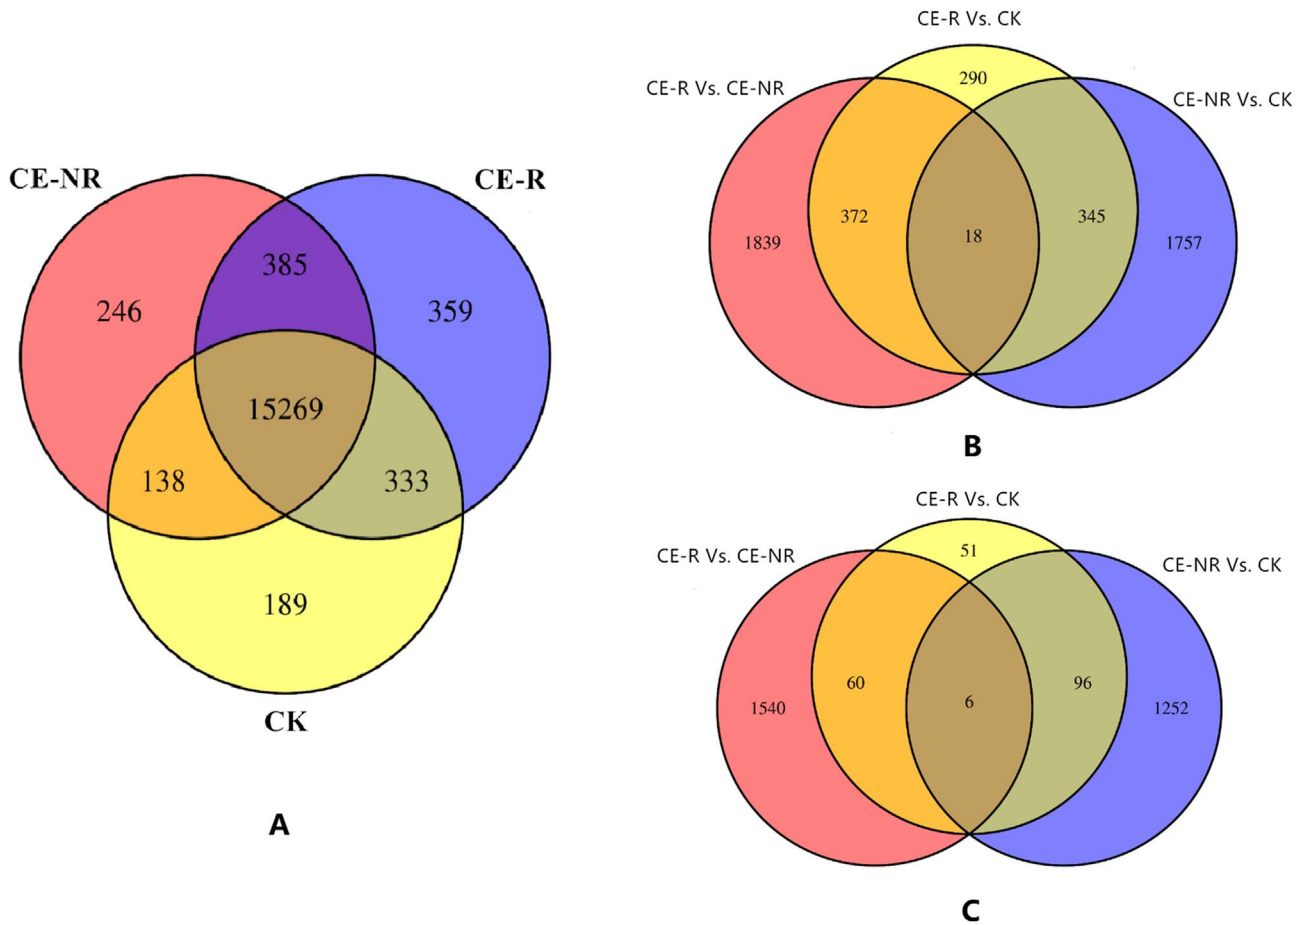 CE-NR
CE-R
385
246
359
15269
138
333
189
CK
A
CE-R Vs. CK
CE-R Vs. CE-NR
290
CE-NR Vs. CK
372
345
1839
18
1757
B
CE-R Vs. CK
CE-R Vs. CE-NR
51
CE-NR Vs. CK
60
96
1540
6
1252
C